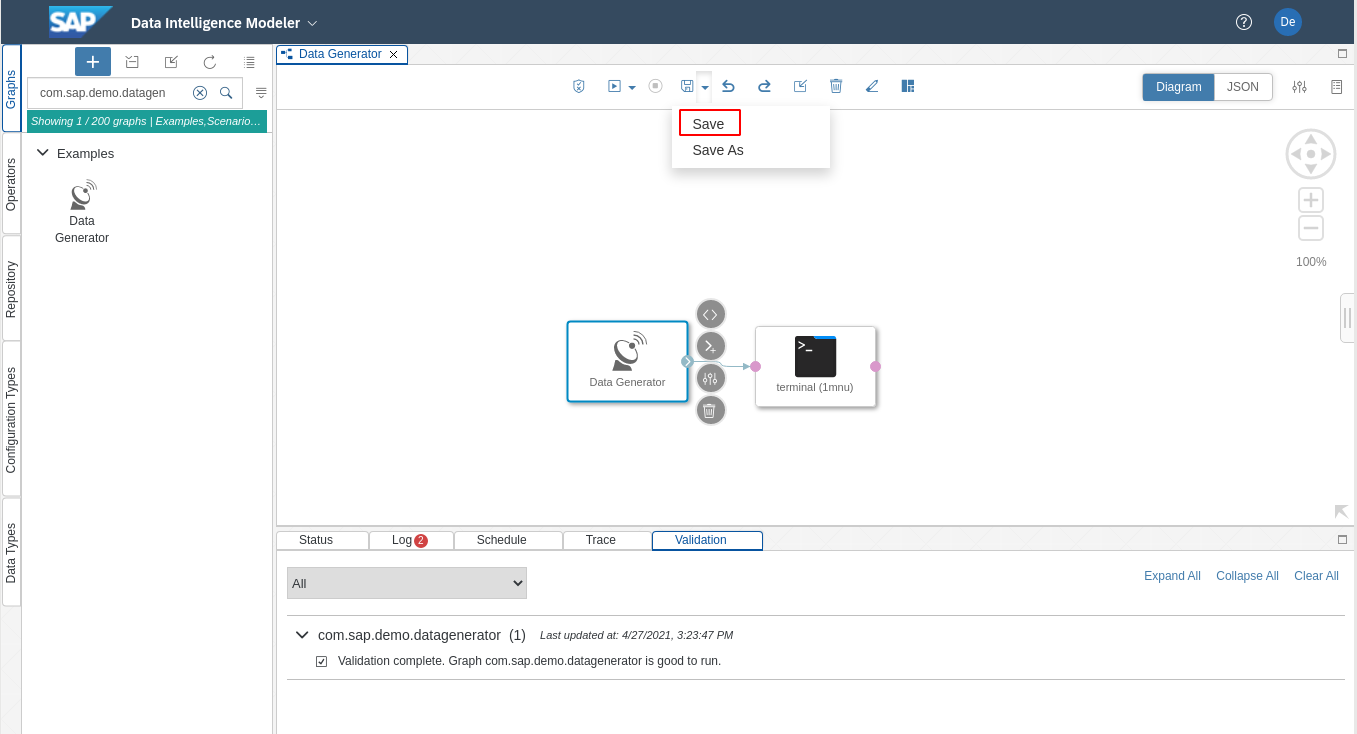 SAP Data Intelligence Modeler
De
Graphs
Operators
Repository
Configuration Types
Data Types
com.sap.demo.datagen
Showing 1 / 200 graphs | Examples,Scenario…
Examples
Data
Generator
Data Generator
Diagram JSON
Save
Save As
100%
Data Generator
>_
terminal (1mnu)
Status Log 2 Schedule Trace Validation
All
Expand All Collapse All Clear All
com.sap.demo.datagenerator (1) Last updated at: 4/27/2021, 3:23:47 PM
Validation complete. Graph com.sap.demo.datagenerator is good to run.